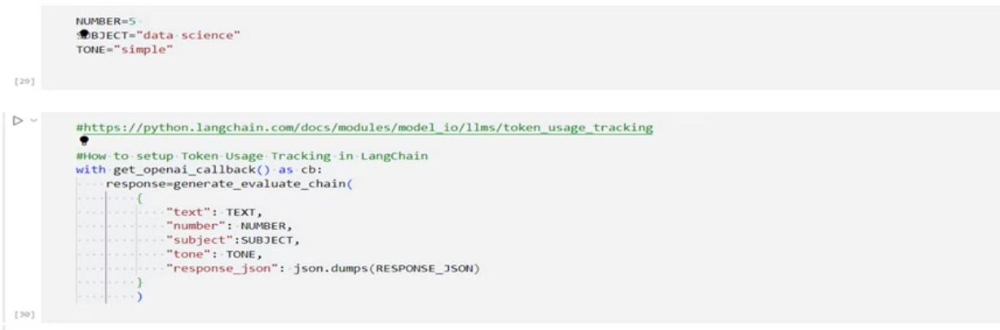 NUMBER=5
SUBJECT="data science"
TONE="simple"
[29]
#https://python.langchain.com/docs/modules/model_io/llms/token_usage_tracking
#How to setup Token Usage Tracking in LangChain
with get_openai_callback() as cb:
    response=generate_evaluate_chain(
        {
            "text": TEXT,
            "number": NUMBER,
            "subject":SUBJECT,
            "tone": TONE,
            "response_json": json.dumps(RESPONSE_JSON)
        }
        )
[30]